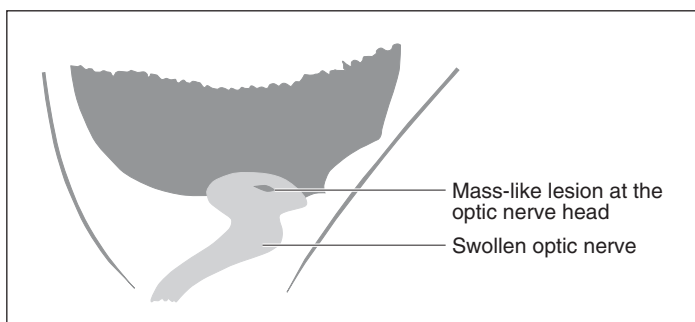 Mass-like lesion at the
optic nerve head
Swollen optic nerve